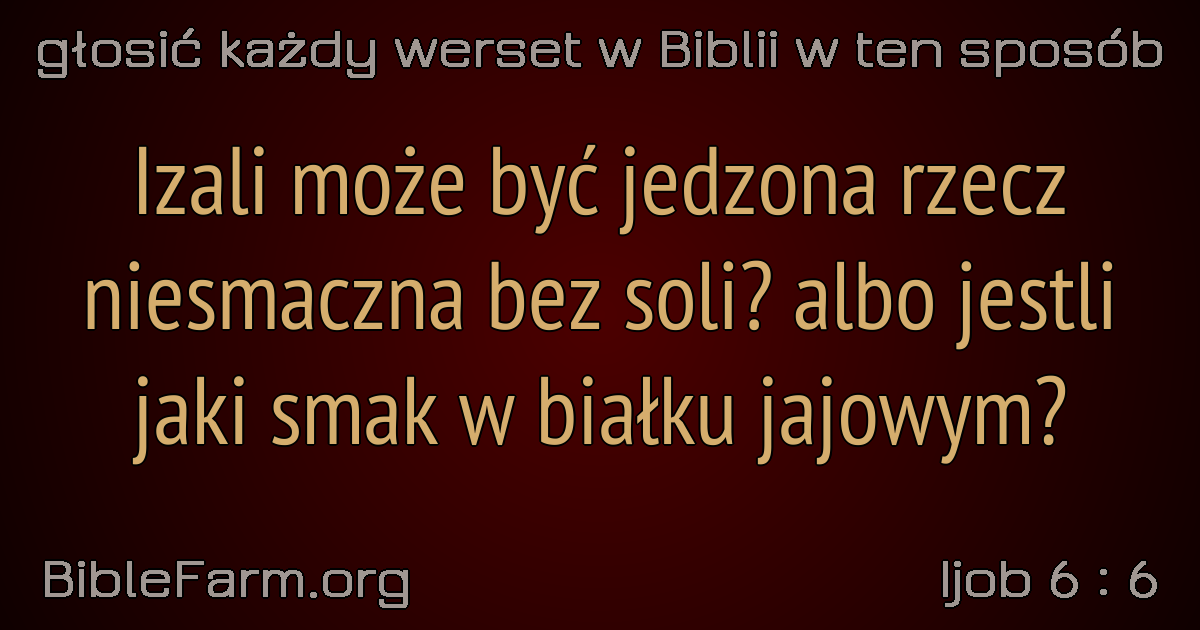 głosić każdy werset w Biblii w ten sposób
Izali może być jedzona rzecz
niesmaczna bez soli? albo jestli
jaki smak w białku jajowym?
BibleFarm.org
Ijob 6 : 6